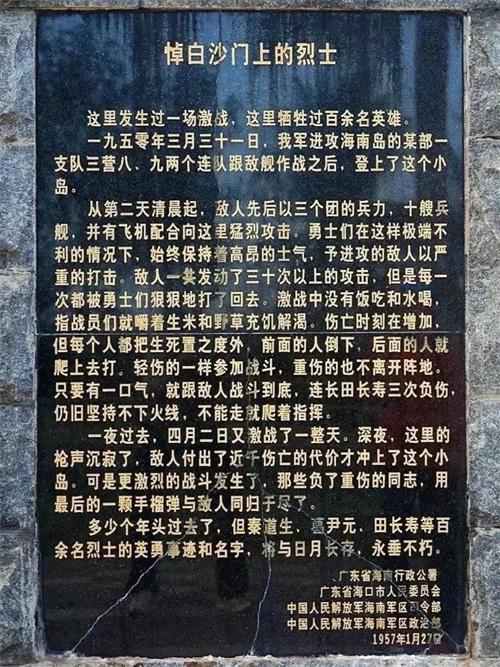 悼白沙门上的烈士
这里发生过一场激战，这里牺牲过百余名英雄。
一九五零年三月三十一日，我军进攻海南岛的某部一
支队三营八、九两个连队跟敌舰作战之后，登上了这个小
岛。
从第二天清晨起，敌人先后以三个团的兵力，十艘兵
舰，并有飞机配合向这里猛烈攻击。勇士们在这样极端不
利的情况下，始终保持着高昂的士气，予进攻的敌人以严
重的打击。敌人一共发动了三十次以上的攻击，但是每一
次都被勇士们狠狠地打了回去。激战中没有饭吃和水喝，
指战员们就嚼着生米和野草充饥解渴。伤亡时刻在增加，
但每个人都把生死置之度外，前面的人倒下，后面的人就
爬上去打。轻伤的一样参加战斗，重伤的也不离开阵地。
只要有一口气，就跟敌人战斗到底，连长田长寿三次负伤，
仍旧坚持不下火线，不能走就爬着指挥。
一夜过去，四月二日又激战了一整天。深夜，这里的
枪声沉寂了，敌人付出了近千伤亡的代价才冲上了这个小
岛。可是更激烈的战斗发生了，那些负了重伤的同志，用
最后的一颗手榴弹与敌人同归于尽了。
多少个年头过去了，但秦道生、葛尹元、田长寿等百
余名烈士的英勇事迹和名字，将与日月长存，永垂不朽。
广东省海南行政公署
广东省海口市人民委员会
中国人民解放军海南军区司令部
中国人民解放军海南军区政治部
1957年1月27日